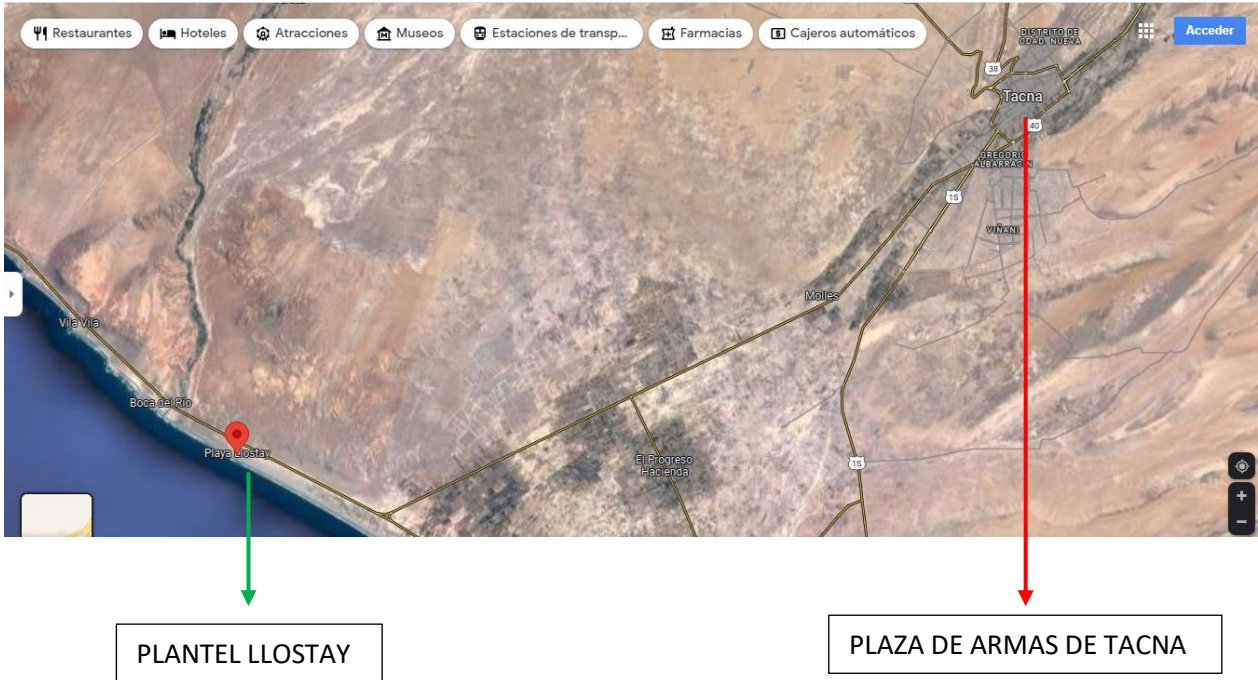 Restaurantes
Hoteles
Atracciones
Museos
Estaciones de transp...
Farmacias
Cajeros automáticos
Acceder
DISTRITO DE
CDAD. NUEVA
38
Tacna
40
GREGORIO
ALBARRACÍN
1S
VIÑANI
Molles
Vila Vila
Boca del Río
Playa Llostay
El Progreso
Hacienda
1S
PLANTEL LLOSTAY
PLAZA DE ARMAS DE TACNA